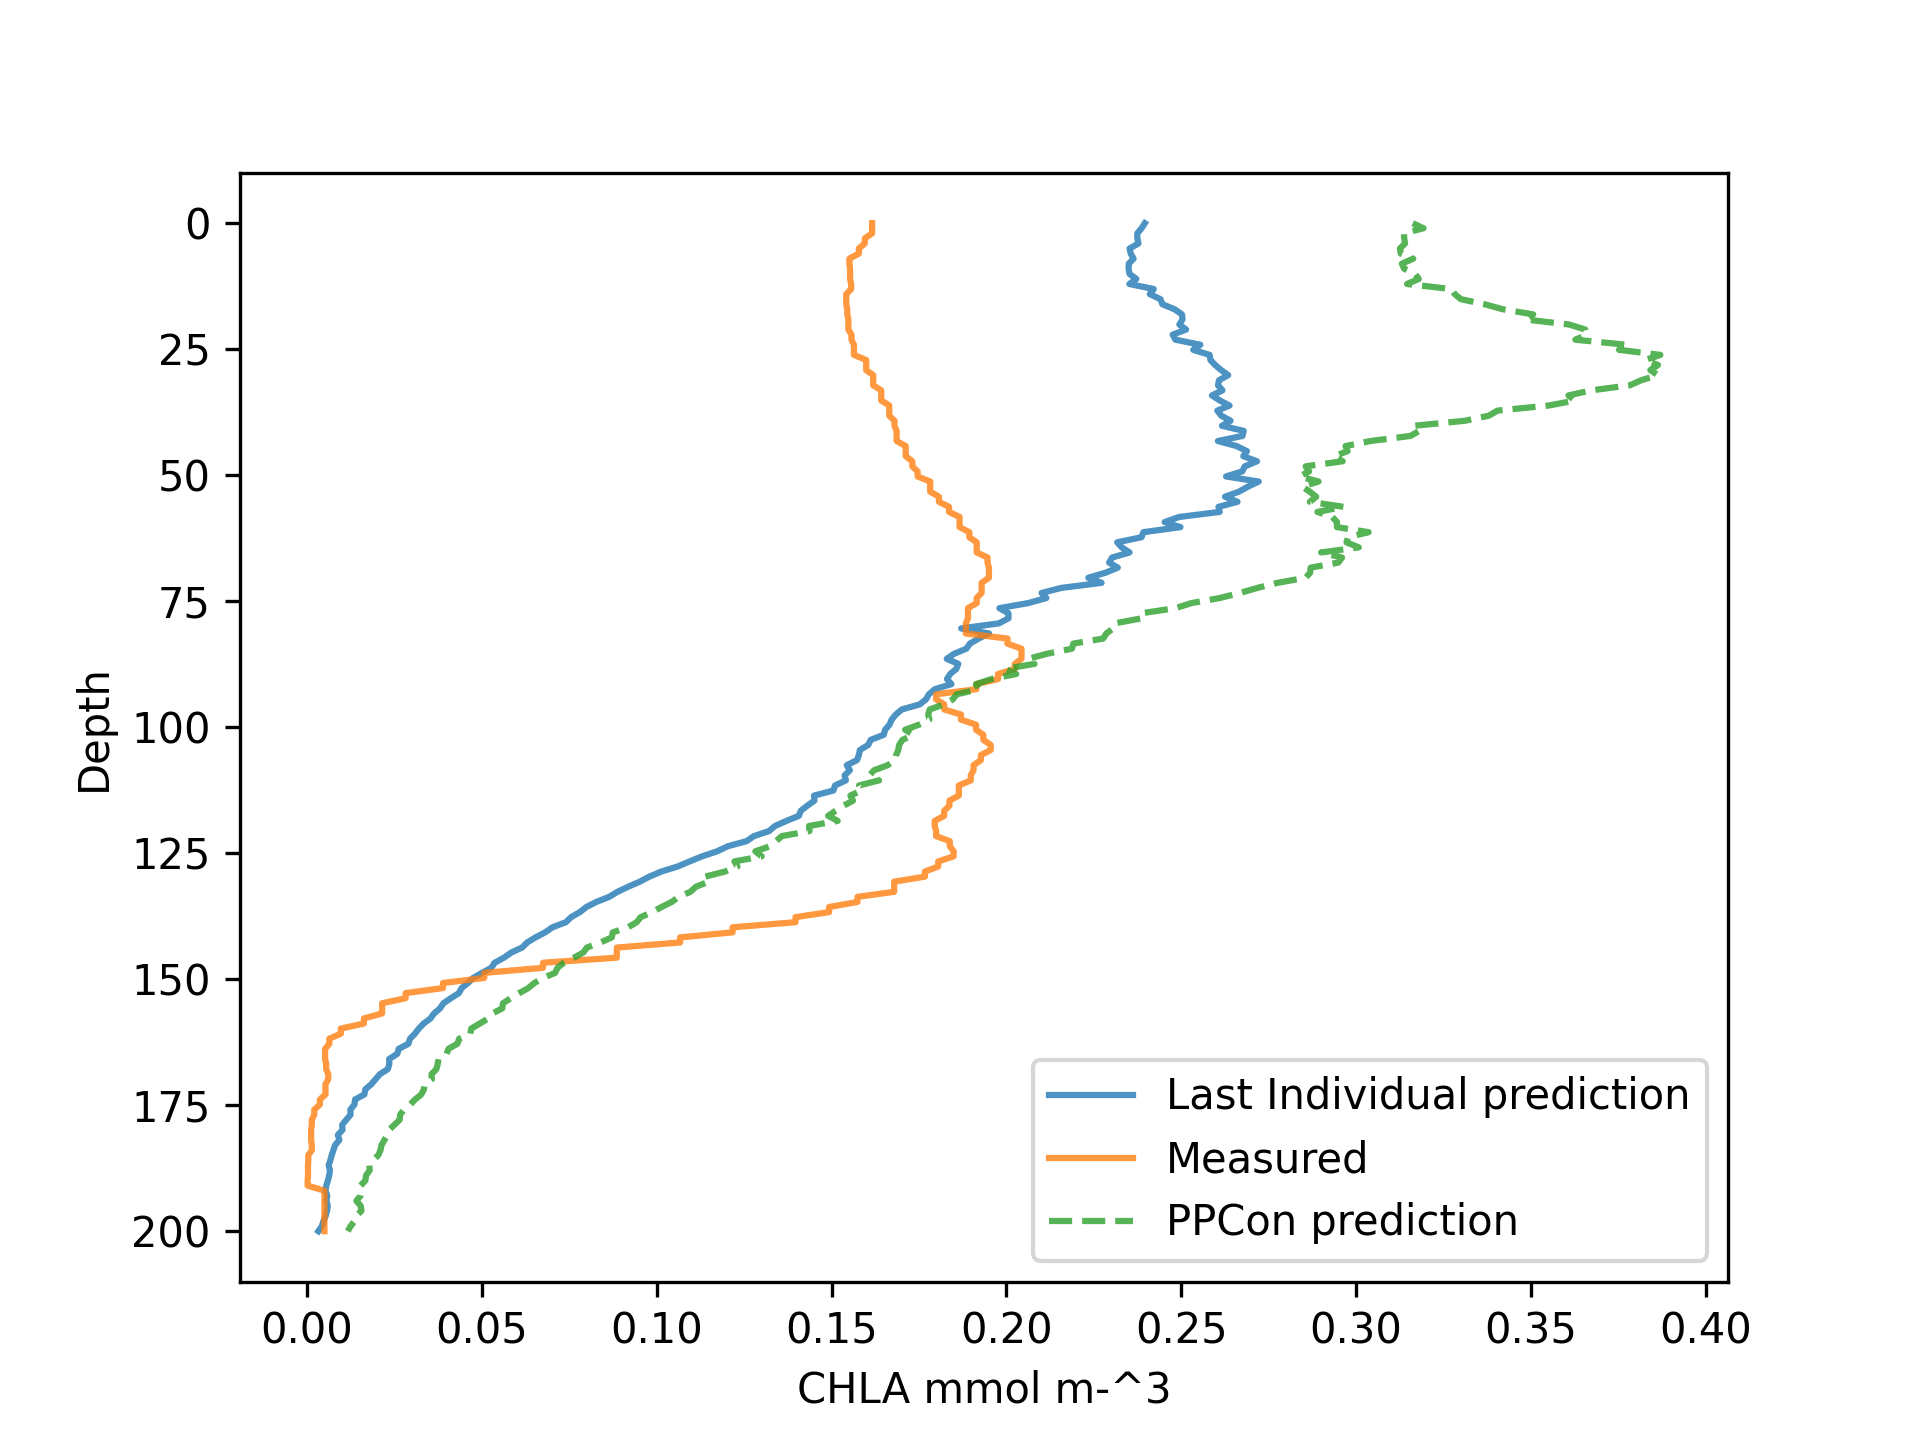 0
25
50
75
100
125
150
175
200
Depth
0.00 0.05 0.10 0.15 0.20 0.25 0.30 0.35 0.40
CHLA mmol m-^3
Last Individual prediction
Measured
PPCon prediction